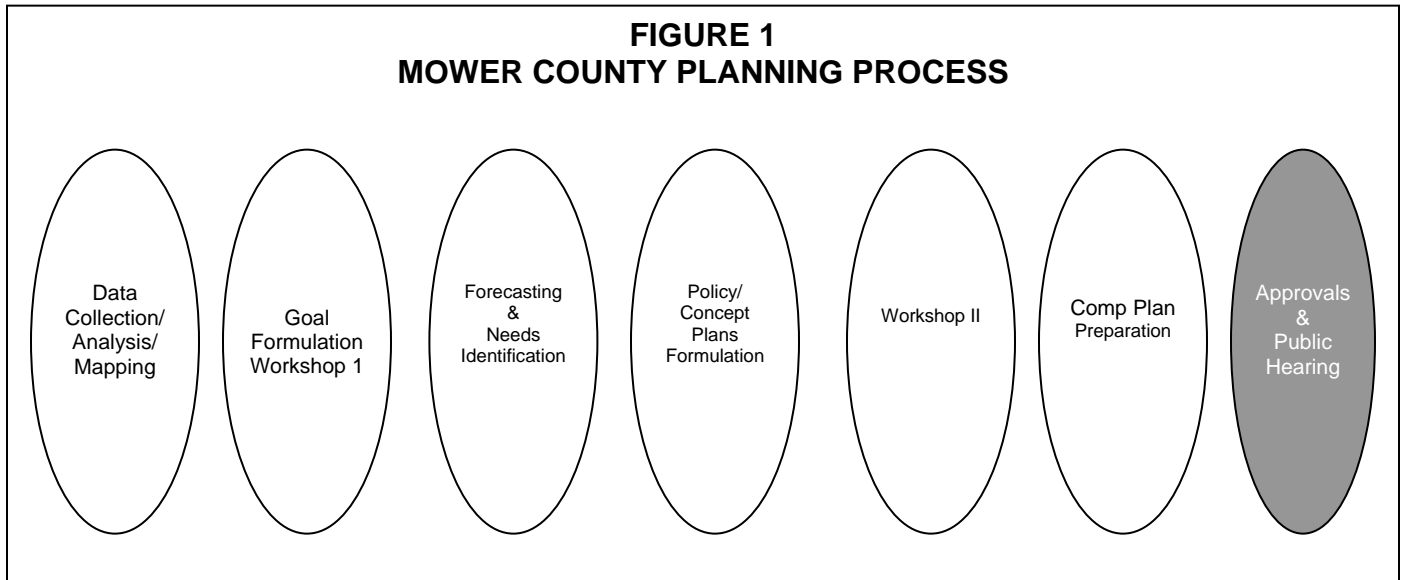 FIGURE 1
MOWER COUNTY PLANNING PROCESS
Data
Collection/
Analysis/
Mapping
Goal
Formulation
Workshop 1
Forecasting
&
Needs
Identification
Policy/
Concept
Plans
Formulation
Workshop II
Comp Plan
Preparation
Approvals
&
Public
Hearing